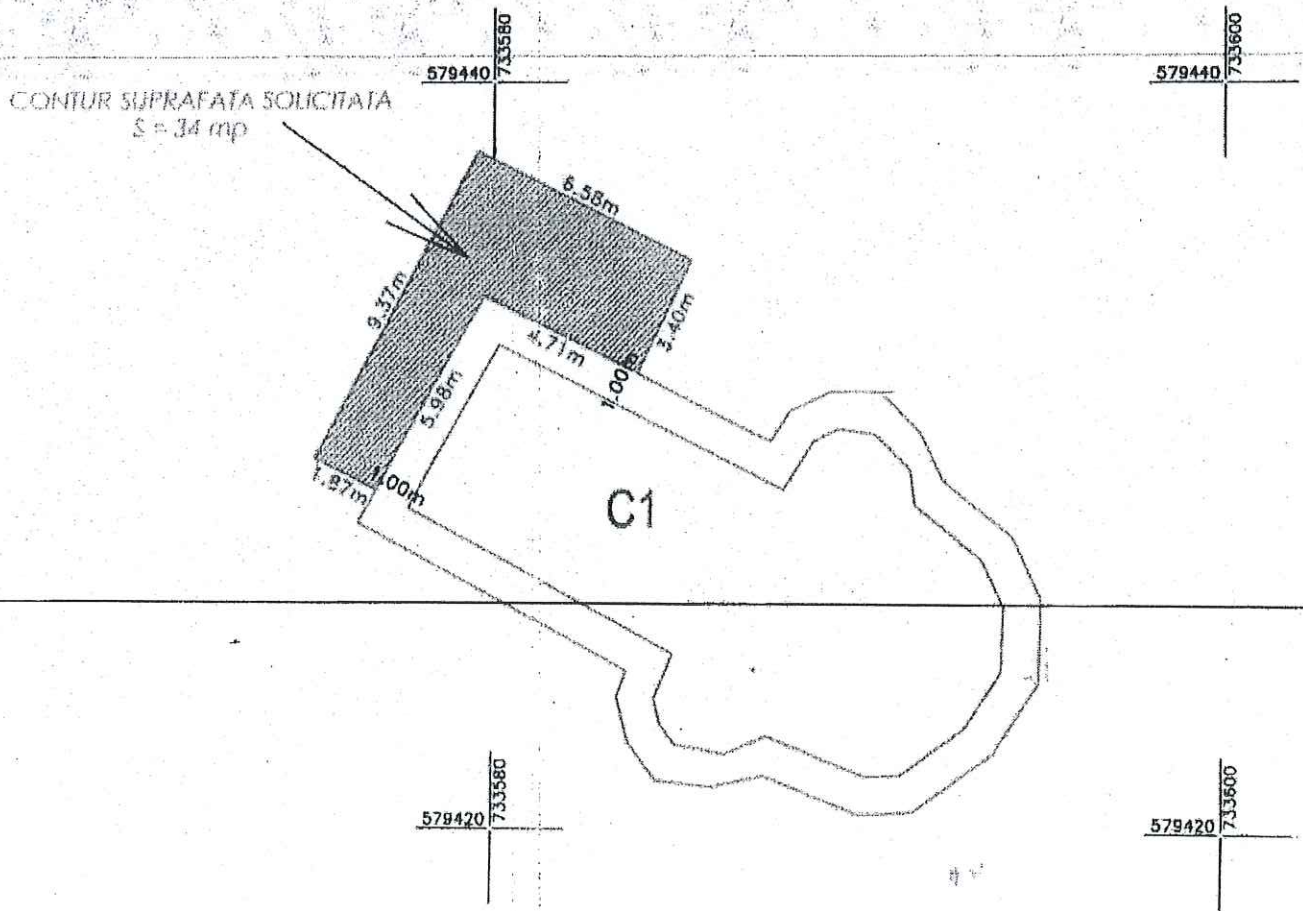 733580
579440
733600
579440
CONTUR SUPRAFATA SOLICITATA
S = 34 mp
6.58m
9.37m
3.40m
4.71m
1.00m
5.98m
1.87m
1.00m
C1
733580
579420
733600
579420